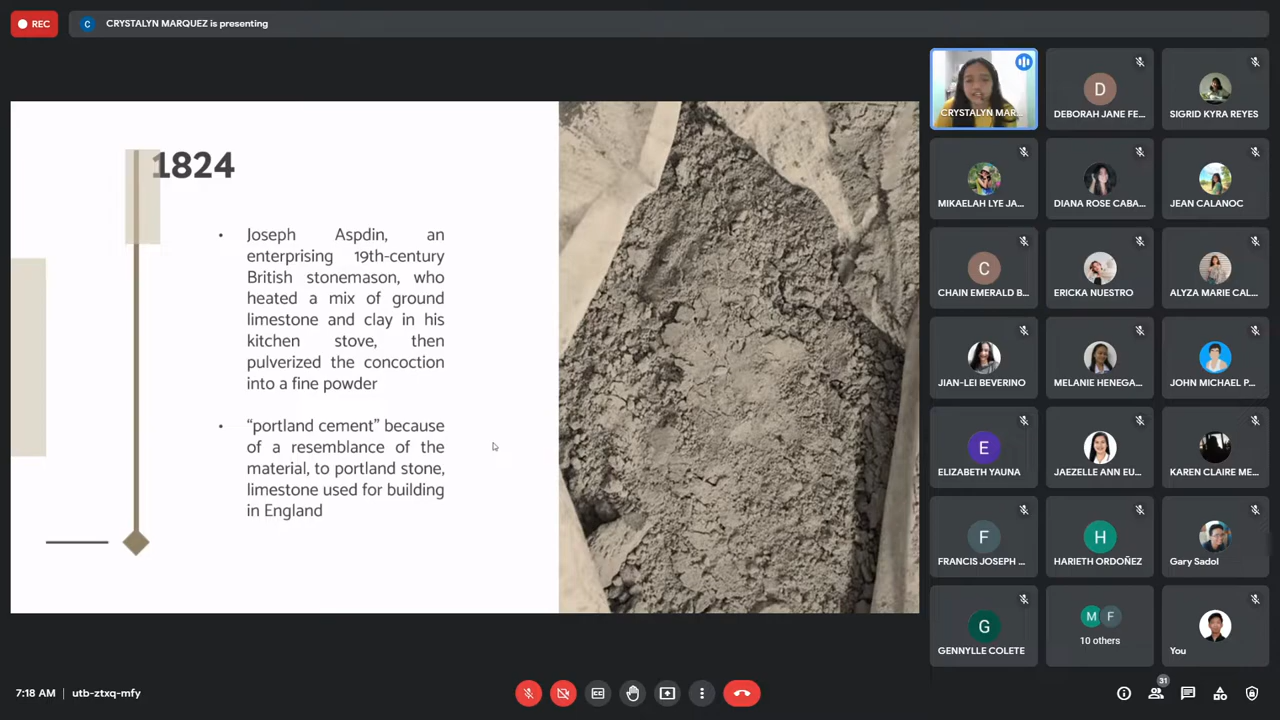 REC
C
CRYSTALYN MARQUEZ is presenting
1824
• Joseph Aspdin, an
enterprising 19th-century
British stonemason, who
heated a mix of ground
limestone and clay in his
kitchen stove, then
pulverized the concoction
into a fine powder
• “portland cement” because
of a resemblance of the
material, to portland stone,
limestone used for building
in England
CRYSTALYN MAR...
D
DEBORAH JANE FE...
SIGRID KYRA REYES
MIKAELAH LYE JA...
DIANA ROSE CABA...
JEAN CALANOC
C
CHAIN EMERALD B...
ERICKA NUESTRO
ALYZA MARIE CAL...
JIAN-LEI BEVERINO
MELANIE HENEGA...
JOHN MICHAEL P...
E
ELIZABETH YAUNA
JAEZELLE ANN EU...
KAREN CLAIRE ME...
F
FRANCIS JOSEPH ...
H
HARIETH ORDOÑEZ
Gary Sadol
G
GENNYLLE COLETE
M F
10 others
You
7:18 AM | utb-ztxq-mfy
CC
31